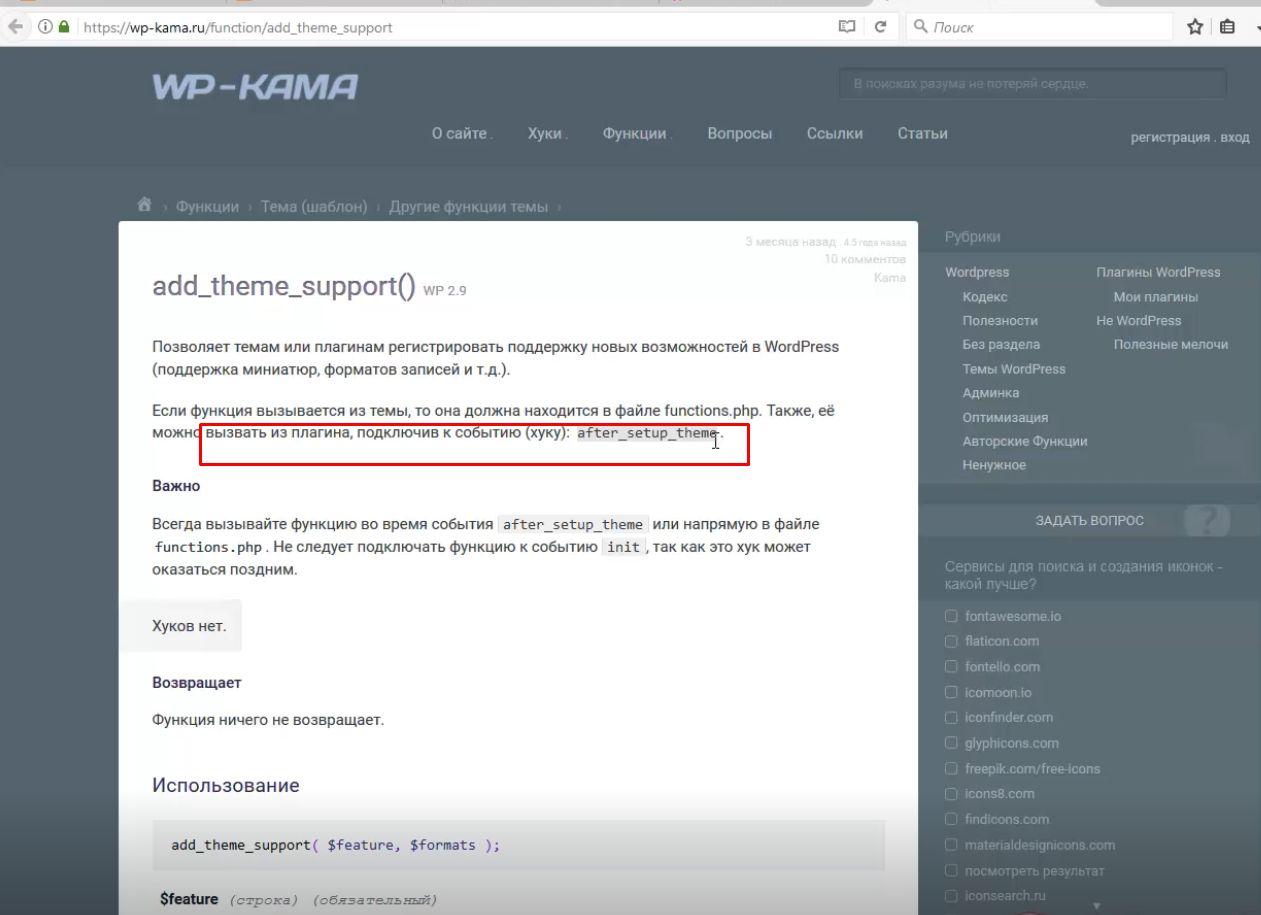 https://wp-kama.ru/function/add_theme_support
Поиск
WP-KAMA
В поисках разума не потеряй сердце.
О сайте. Хуки. Функции. Вопросы Ссылки Статьи
регистрация . вход
› Функции › Тема (шаблон) › Другие функции темы ›
3 месяца назад . 4.5 года назад
10 комментов
Kama
add_theme_support() WP 2.9
Позволяет темам или плагинам регистрировать поддержку новых возможностей в WordPress
(поддержка миниатюр, форматов записей и т.д.).
Если функция вызывается из темы, то она должна находится в файле functions.php. Также, её
можно вызвать из плагина, подключив к событию (хуку): after_setup_theme.
Важно
Всегда вызывайте функцию во время события after_setup_theme или напрямую в файле
functions.php. Не следует подключать функцию к событию init, так как это хук может
оказаться поздним.
Хуков нет.
Возвращает
Функция ничего не возвращает.
Использование
add_theme_support( $feature, $formats );
$feature (строка) (обязательный)
Рубрики
Wordpress
Кодекс
Полезности
Без раздела
Темы WordPress
Админка
Оптимизация
Авторские Функции
Ненужное
Плагины WordPress
Мои плагины
Не WordPress
Полезные мелочи
ЗАДАТЬ ВОПРОС
?
Сервисы для поиска и создания иконок -
какой лучше?
fontawesome.io
flaticon.com
fontello.com
icomoon.io
iconfinder.com
glyphicons.com
freepik.com/free-icons
icons8.com
findicons.com
materialdesignicons.com
посмотреть результат
iconsearch.ru